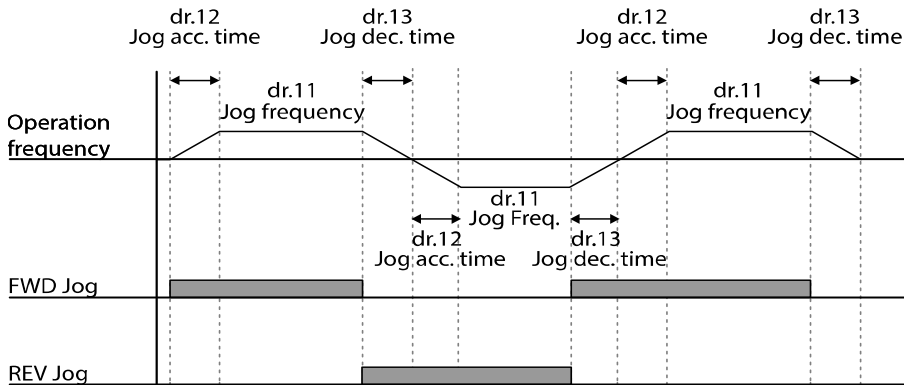 dr.12
Jog acc. time
dr.13
Jog dec. time
dr.12
Jog acc. time
dr.13
Jog dec. time
dr.11
Jog frequency
dr.11
Jog frequency
Operation
frequency
dr.11
Jog Freq.
dr.12
Jog acc. time
dr.13
Jog dec. time
FWD Jog
REV Jog